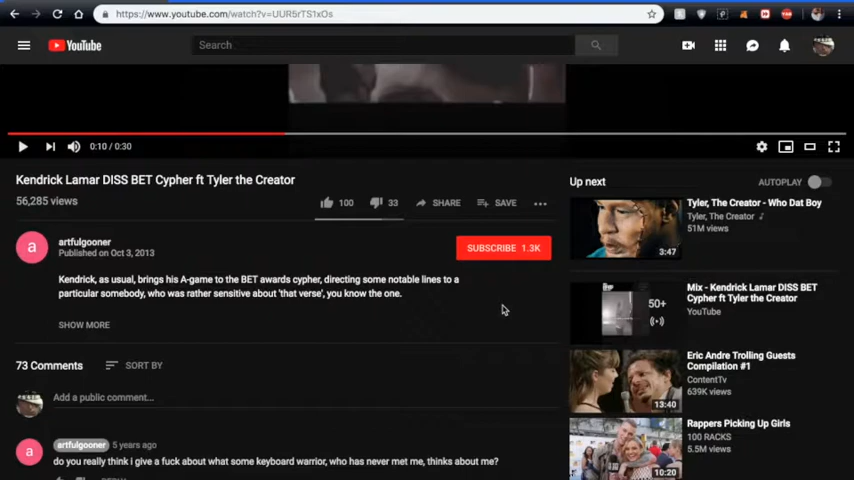 https://www.youtube.com/watch?v=UUR5rTS1xOs
YouTube
Search
0:10 / 0:30
Kendrick Lamar DISS BET Cypher ft Tyler the Creator
56,285 views
100
33
SHARE
SAVE
a
artfulgooner
Published on Oct 3, 2013
SUBSCRIBE 1.3K
Kendrick, as usual, brings his A-game to the BET awards cypher, directing some notable lines to a
particular somebody, who was rather sensitive about 'that verse', you know the one.
SHOW MORE
73 Comments
SORT BY
Add a public comment...
a
artfulgooner 5 years ago
do you really think i give a fuck about what some keyboard warrior, who has never met me, thinks about me?
Up next
AUTOPLAY
3:47
Tyler, The Creator - Who Dat Boy
Tyler, The Creator
51M views
50+
Mix - Kendrick Lamar DISS BET
Cypher ft Tyler the Creator
YouTube
13:40
Eric Andre Trolling Guests
Compilation #1
ContentTv
639K views
10:20
Rappers Picking Up Girls
100 RACKS
5.5M views